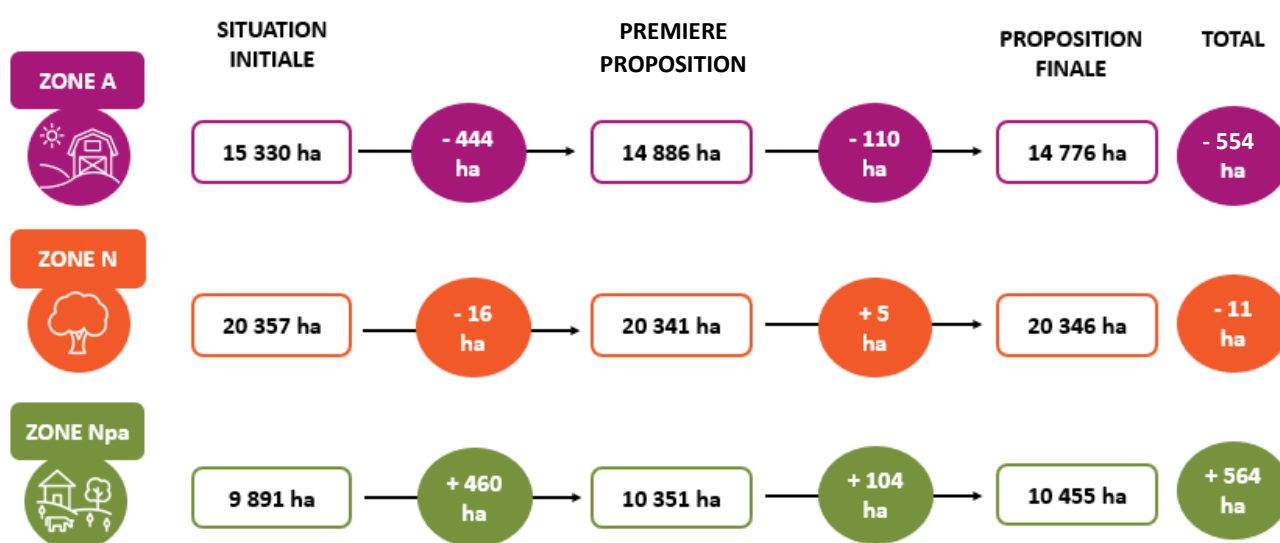 SITUATION
INITIALE
PREMIERE
PROPOSITION
PROPOSITION
FINALE
TOTAL
ZONE A
15 330 ha
- 444
ha
14 886 ha
- 110
ha
14 776 ha
- 554
ha
ZONE N
20 357 ha
- 16
ha
20 341 ha
+ 5
ha
20 346 ha
- 11
ha
ZONE Npa
9 891 ha
+ 460
ha
10 351 ha
+ 104
ha
10 455 ha
+ 564
ha